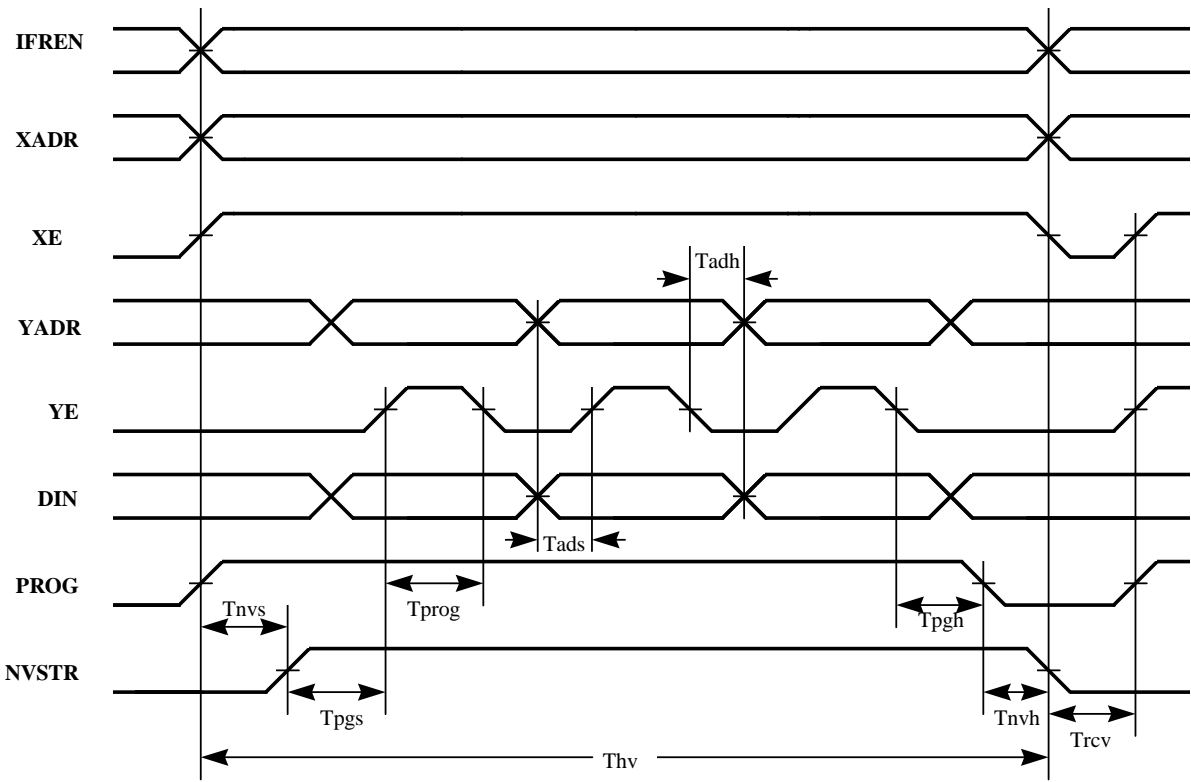 IFREN
XADR
XE
Tadh
YADR
YE
DIN
Tads
PROG
Tnvs
Tprog
Tpgh
NVSTR
Tpgs
Tnvh
Trcv
Thv